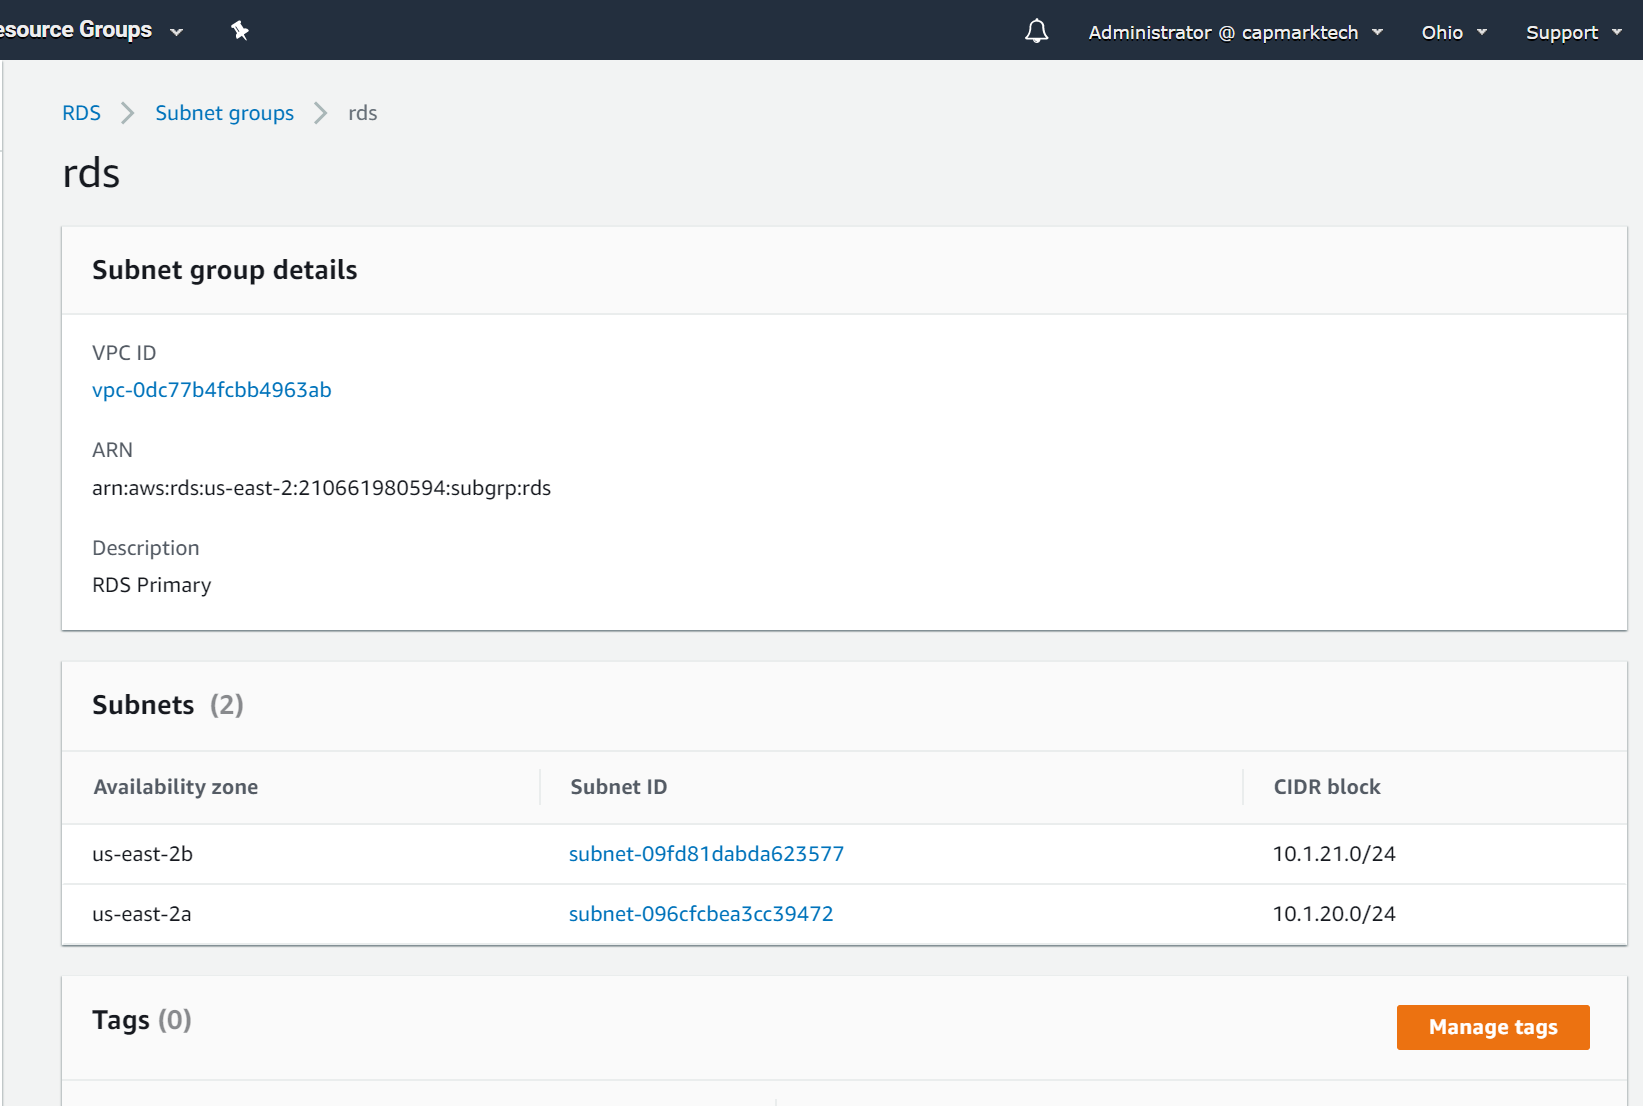 esource Groups
Administrator @ capmarktech
Ohio
Support
RDS
Subnet groups
rds
rds
Subnet group details
VPC ID
vpc-0dc77b4fcbb4963ab
ARN
arn:aws:rds:us-east-2:210661980594:subgrp:rds
Description
RDS Primary
Subnets (2)
Availability zone Subnet ID CIDR block
us-east-2b subnet-09fd81dabda623577 10.1.21.0/24
us-east-2a subnet-096cfcbea3cc39472 10.1.20.0/24
Tags (0)
Manage tags